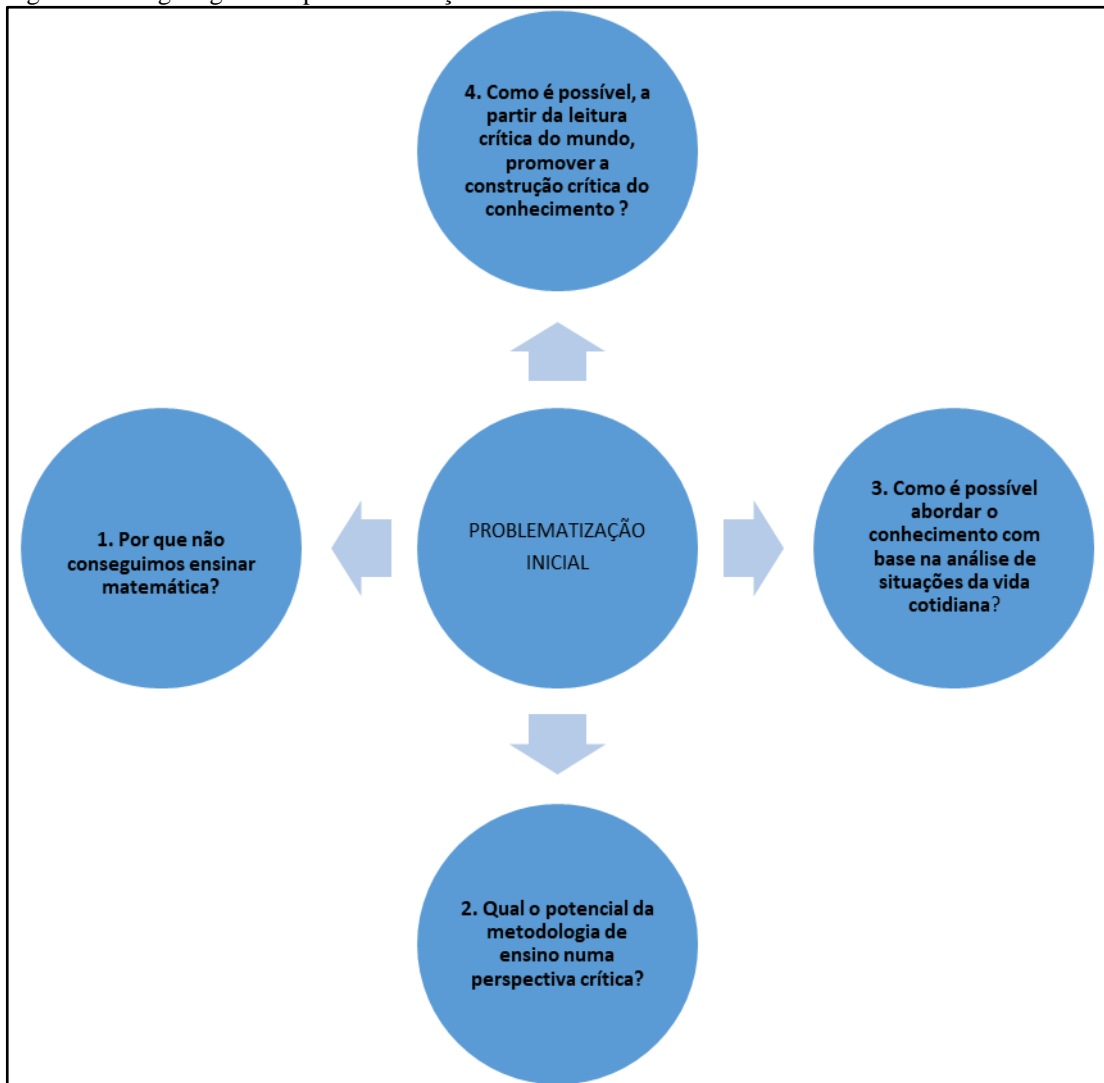 4. Como é possível, a
partir da leitura
crítica do mundo,
promover a
construção crítica do
conhecimento ?
PROBLEMATIZAÇÃO
INICIAL
1. Por que não
conseguimos ensinar
matemática?
3. Como é possível
abordar o
conhecimento com
base na análise de
situações da vida
cotidiana?
2. Qual o potencial da
metodologia de
ensino numa
perspectiva crítica?